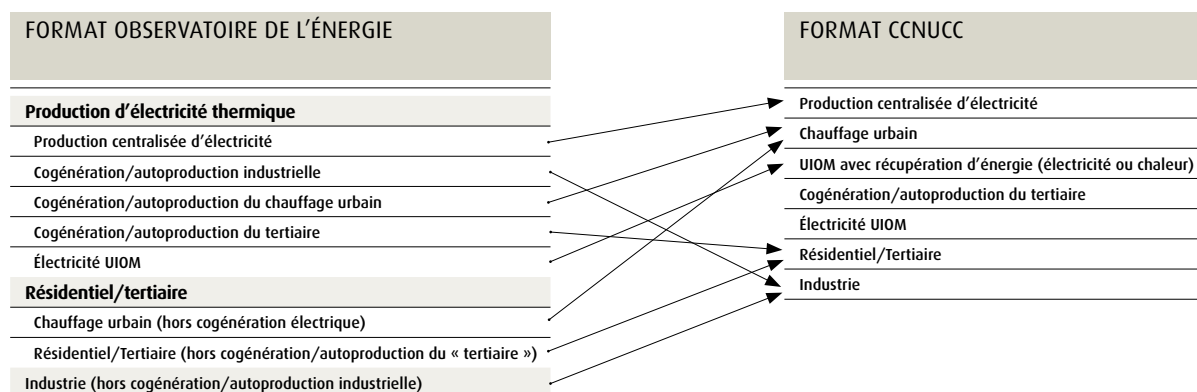 FORMAT OBSERVATOIRE DE L'ÉNERGIE
Production d'électricité thermique
Production centralisée d'électricité
Cogénération/autoproduction industrielle
Cogénération/autoproduction du chauffage urbain
Cogénération/autoproduction du tertiaire
Électricité UIOM
Résidentiel/tertiaire
Chauffage urbain (hors cogénération électrique)
Résidentiel/Tertiaire (hors cogénération/autoproduction du « tertiaire »)
Industrie (hors cogénération/autoproduction industrielle)
FORMAT CCNUCC
Production centralisée d'électricité
Chauffage urbain
UIOM avec récupération d'énergie (électricité ou chaleur)
Cogénération/autoproduction du tertiaire
Électricité UIOM
Résidentiel/Tertiaire
Industrie